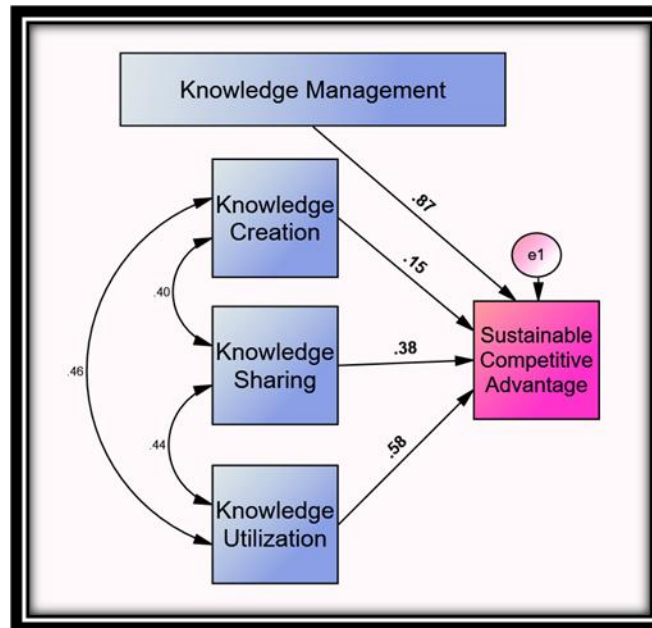 Knowledge Management
.87
Knowledge
Creation
.15
e1
.40
Sustainable
Competitive
Advantage
Knowledge
Sharing
.38
.46
.44
.58
Knowledge
Utilization